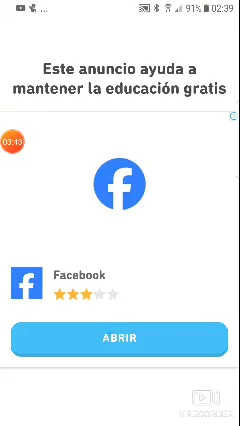 ... 91% 02:39
Este anuncio ayuda a
mantener la educación gratis
03:43
Facebook
ABRIR
V RECORDER